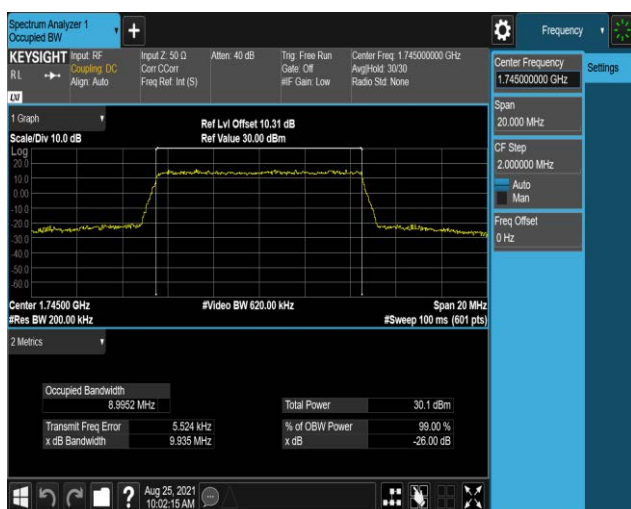 Spectrum Analyzer 1
Occupied BW
+
Frequency
KEYSIGHT
RL
LXI
Input: RF
Coupling: DC
Align: Auto
Input Z: 50 Ω
Corr CCorr
Freq Ref: Int (S)
Atten: 40 dB
Trig: Free Run
Gate: Off
#IF Gain: Low
Center Freq: 1.745000000 GHz
Avg|Hold: 30/30
Radio Std: None
Center Frequency
1.745000000 GHz
Settings
Span
20.000 MHz
CF Step
2.000000 MHz
Auto
Man
Freq Offset
0 Hz
1 Graph
Scale/Div 10.0 dB
Ref Lvl Offset 10.31 dB
Ref Value 30.00 dBm
Log
20.0
10.0
0.00
-10.0
-20.0
-30.0
-40.0
-50.0
-60.0
Center 1.74500 GHz
#Video BW 620.00 kHz
Span 20 MHz
#Res BW 200.00 kHz
#Sweep 100 ms (601 pts)
2 Metrics
Occupied Bandwidth
8.9952 MHz
Total Power 30.1 dBm
Transmit Freq Error 5.524 kHz
% of OBW Power 99.00 %
x dB Bandwidth 9.935 MHz
x dB -26.00 dB
?
Aug 25, 2021
10:02:15 AM